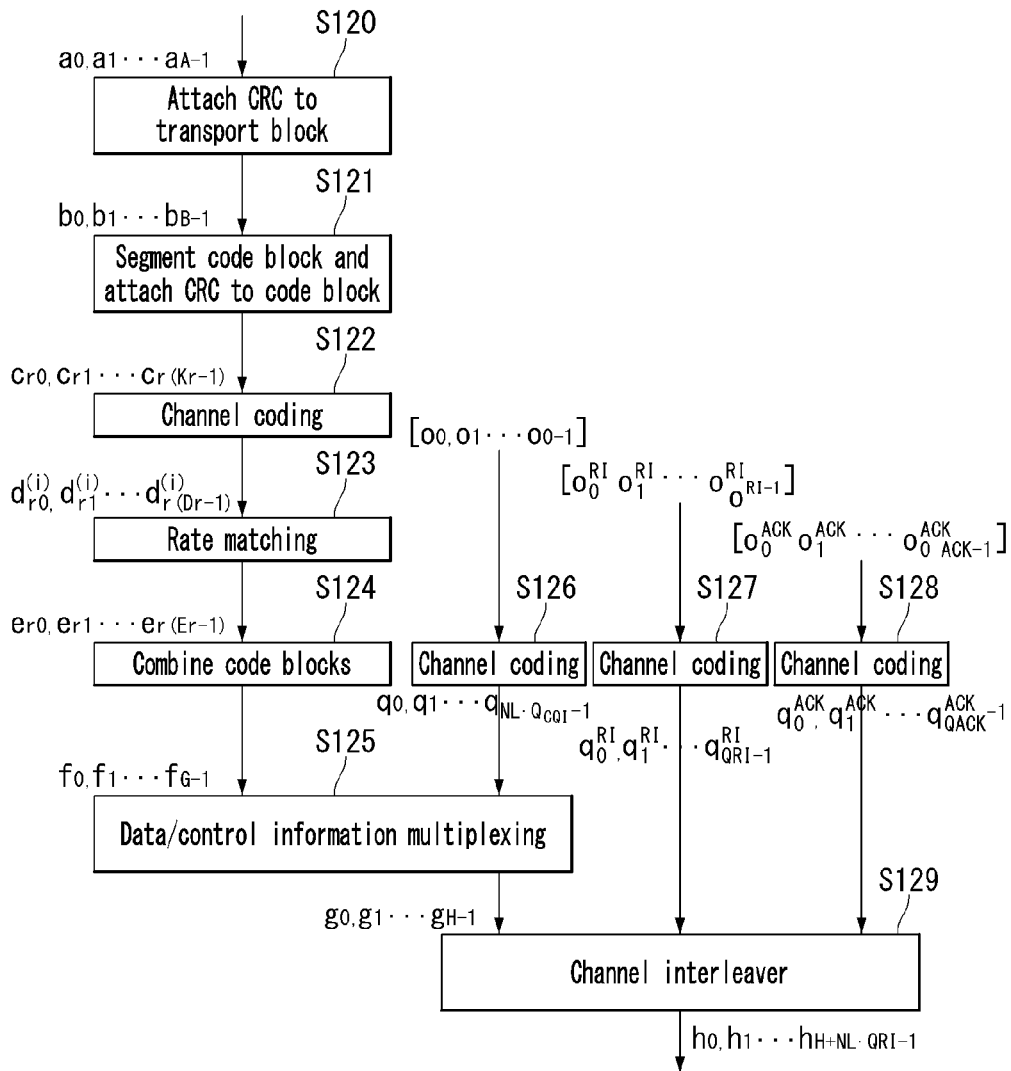 S120
a0,a1···aA-1
Attach CRC to
transport block
S121
b0,b1···bB-1
Segment code block and
attach CRC to code block
S122
cr0,cr1···cr(Kr-1)
Channel coding
[o0,o1···o0-1]
S123
d(i)r0,d(i)r1···d(i)r(Dr-1)
[oRI0 oRI1···oRIoRI-1]
Rate matching
[oACK0 oACK1···oACK0 ACK-1]
S124
S126
S127
S128
er0,er1···er(Er-1)
Combine code blocks
Channel coding
Channel coding
Channel coding
q0,q1···qNL·QCQI-1
qACK0,qACK1···qACKQACK-1
qRI0,qRI1···qRIQRI-1
S125
f0,f1···fG-1
Data/control information multiplexing
S129
g0,g1···gH-1
Channel interleaver
h0,h1···hH+NL·QRI-1